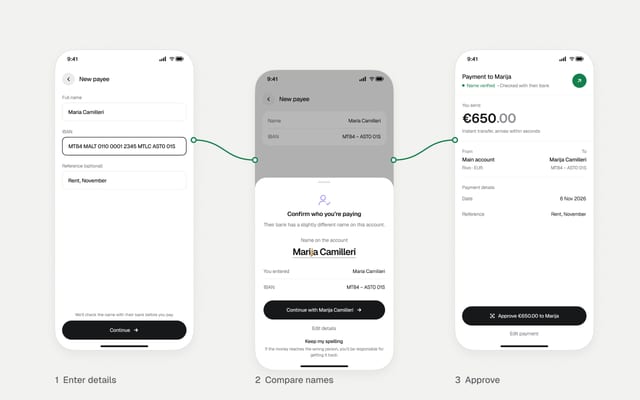 9:41
New payee
Full name
Maria Camilleri
IBAN
MT84 MALT 0110 0001 2345 MTLC AST0 01S
Reference (optional)
Rent, November
We'll check the name with their bank before you pay.
Continue →
1 Enter details
9:41
New payee
Name Maria Camilleri
IBAN MT84 – AST0 01S
Confirm who you're paying
Their bank has a slightly different name on this account.
Name on the account
Marija Camilleri
You entered Maria Camilleri
IBAN MT84 – AST0 01S
Continue with Marija Camilleri →
Edit details
Keep my spelling
If the money reaches the wrong person, you'd be responsible for
getting it back.
2 Compare names
9:41
Payment to Marija
Name verified · Checked with their bank
You send
€650.00
Instant transfer, arrives within seconds
From To
Main account Marija Camilleri
EUR MT84 – AST0 01S
Payment details
Date 6 Nov 2026
Reference Rent, November
Approve €650.00 to Marija
Edit payment
3 Approve